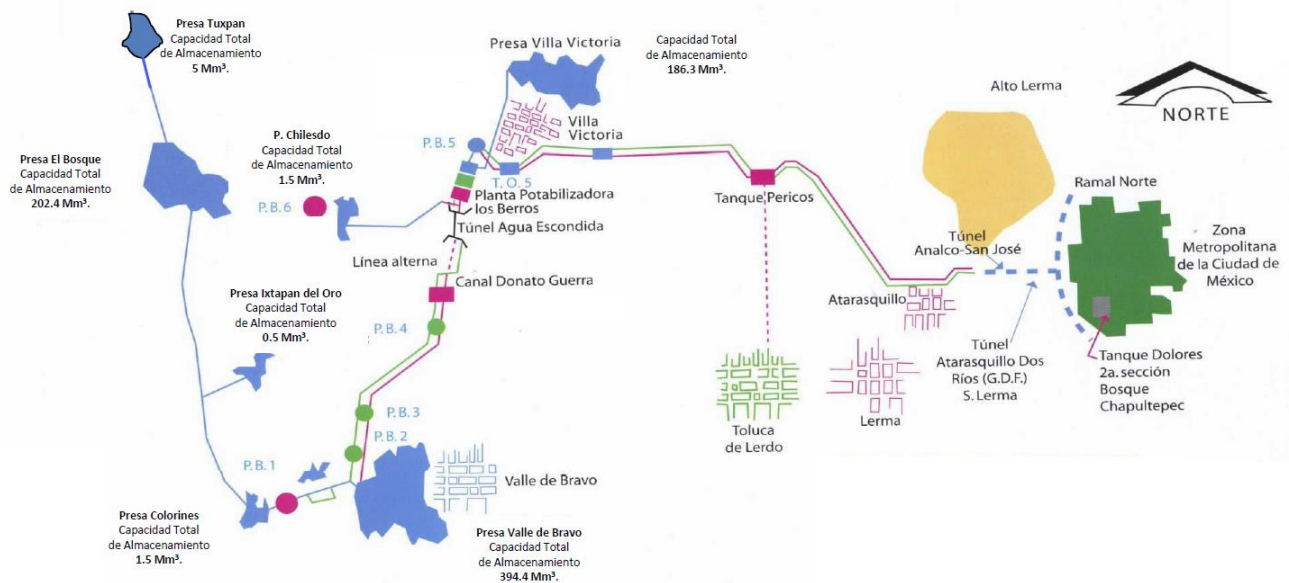 Presa Tuxpan
Capacidad Total
de Almacenamiento
5 Mm³.
Presa Villa Victoria
Capacidad Total
de Almacenamiento
186.3 Mm³.
Alto Lerma
NORTE
Presa El Bosque
Capacidad Total
de Almacenamiento
202.4 Mm³.
P. Chilesdo
Capacidad Total
de Almacenamiento
1.5 Mm³.
P.B.6
P.B.5
Villa
Victoria
T.O.5
Planta Potabilizadora
los Berros
Túnel Agua Escondida
Tanque Pericos
Ramal Norte
Túnel
Analco-San José
Zona
Metropolitana
de la Ciudad de
México
Línea alterna
Canal Donato Guerra
Presa Ixtapan del Oro
Capacidad Total
de Almacenamiento
0.5 Mm³.
P.B.4
Atarasquillo
Túnel
Atarasquillo Dos
Ríos (G.D.F.)
S. Lerma
Tanque Dolores
2a. sección
Bosque
Chapultepec
P.B.3
P.B.2
Toluca
de Lerdo
Lerma
P.B.1
Valle de Bravo
Presa Colorines
Capacidad Total
de Almacenamiento
1.5 Mm³.
Presa Valle de Bravo
Capacidad Total
de Almacenamiento
394.4 Mm³.